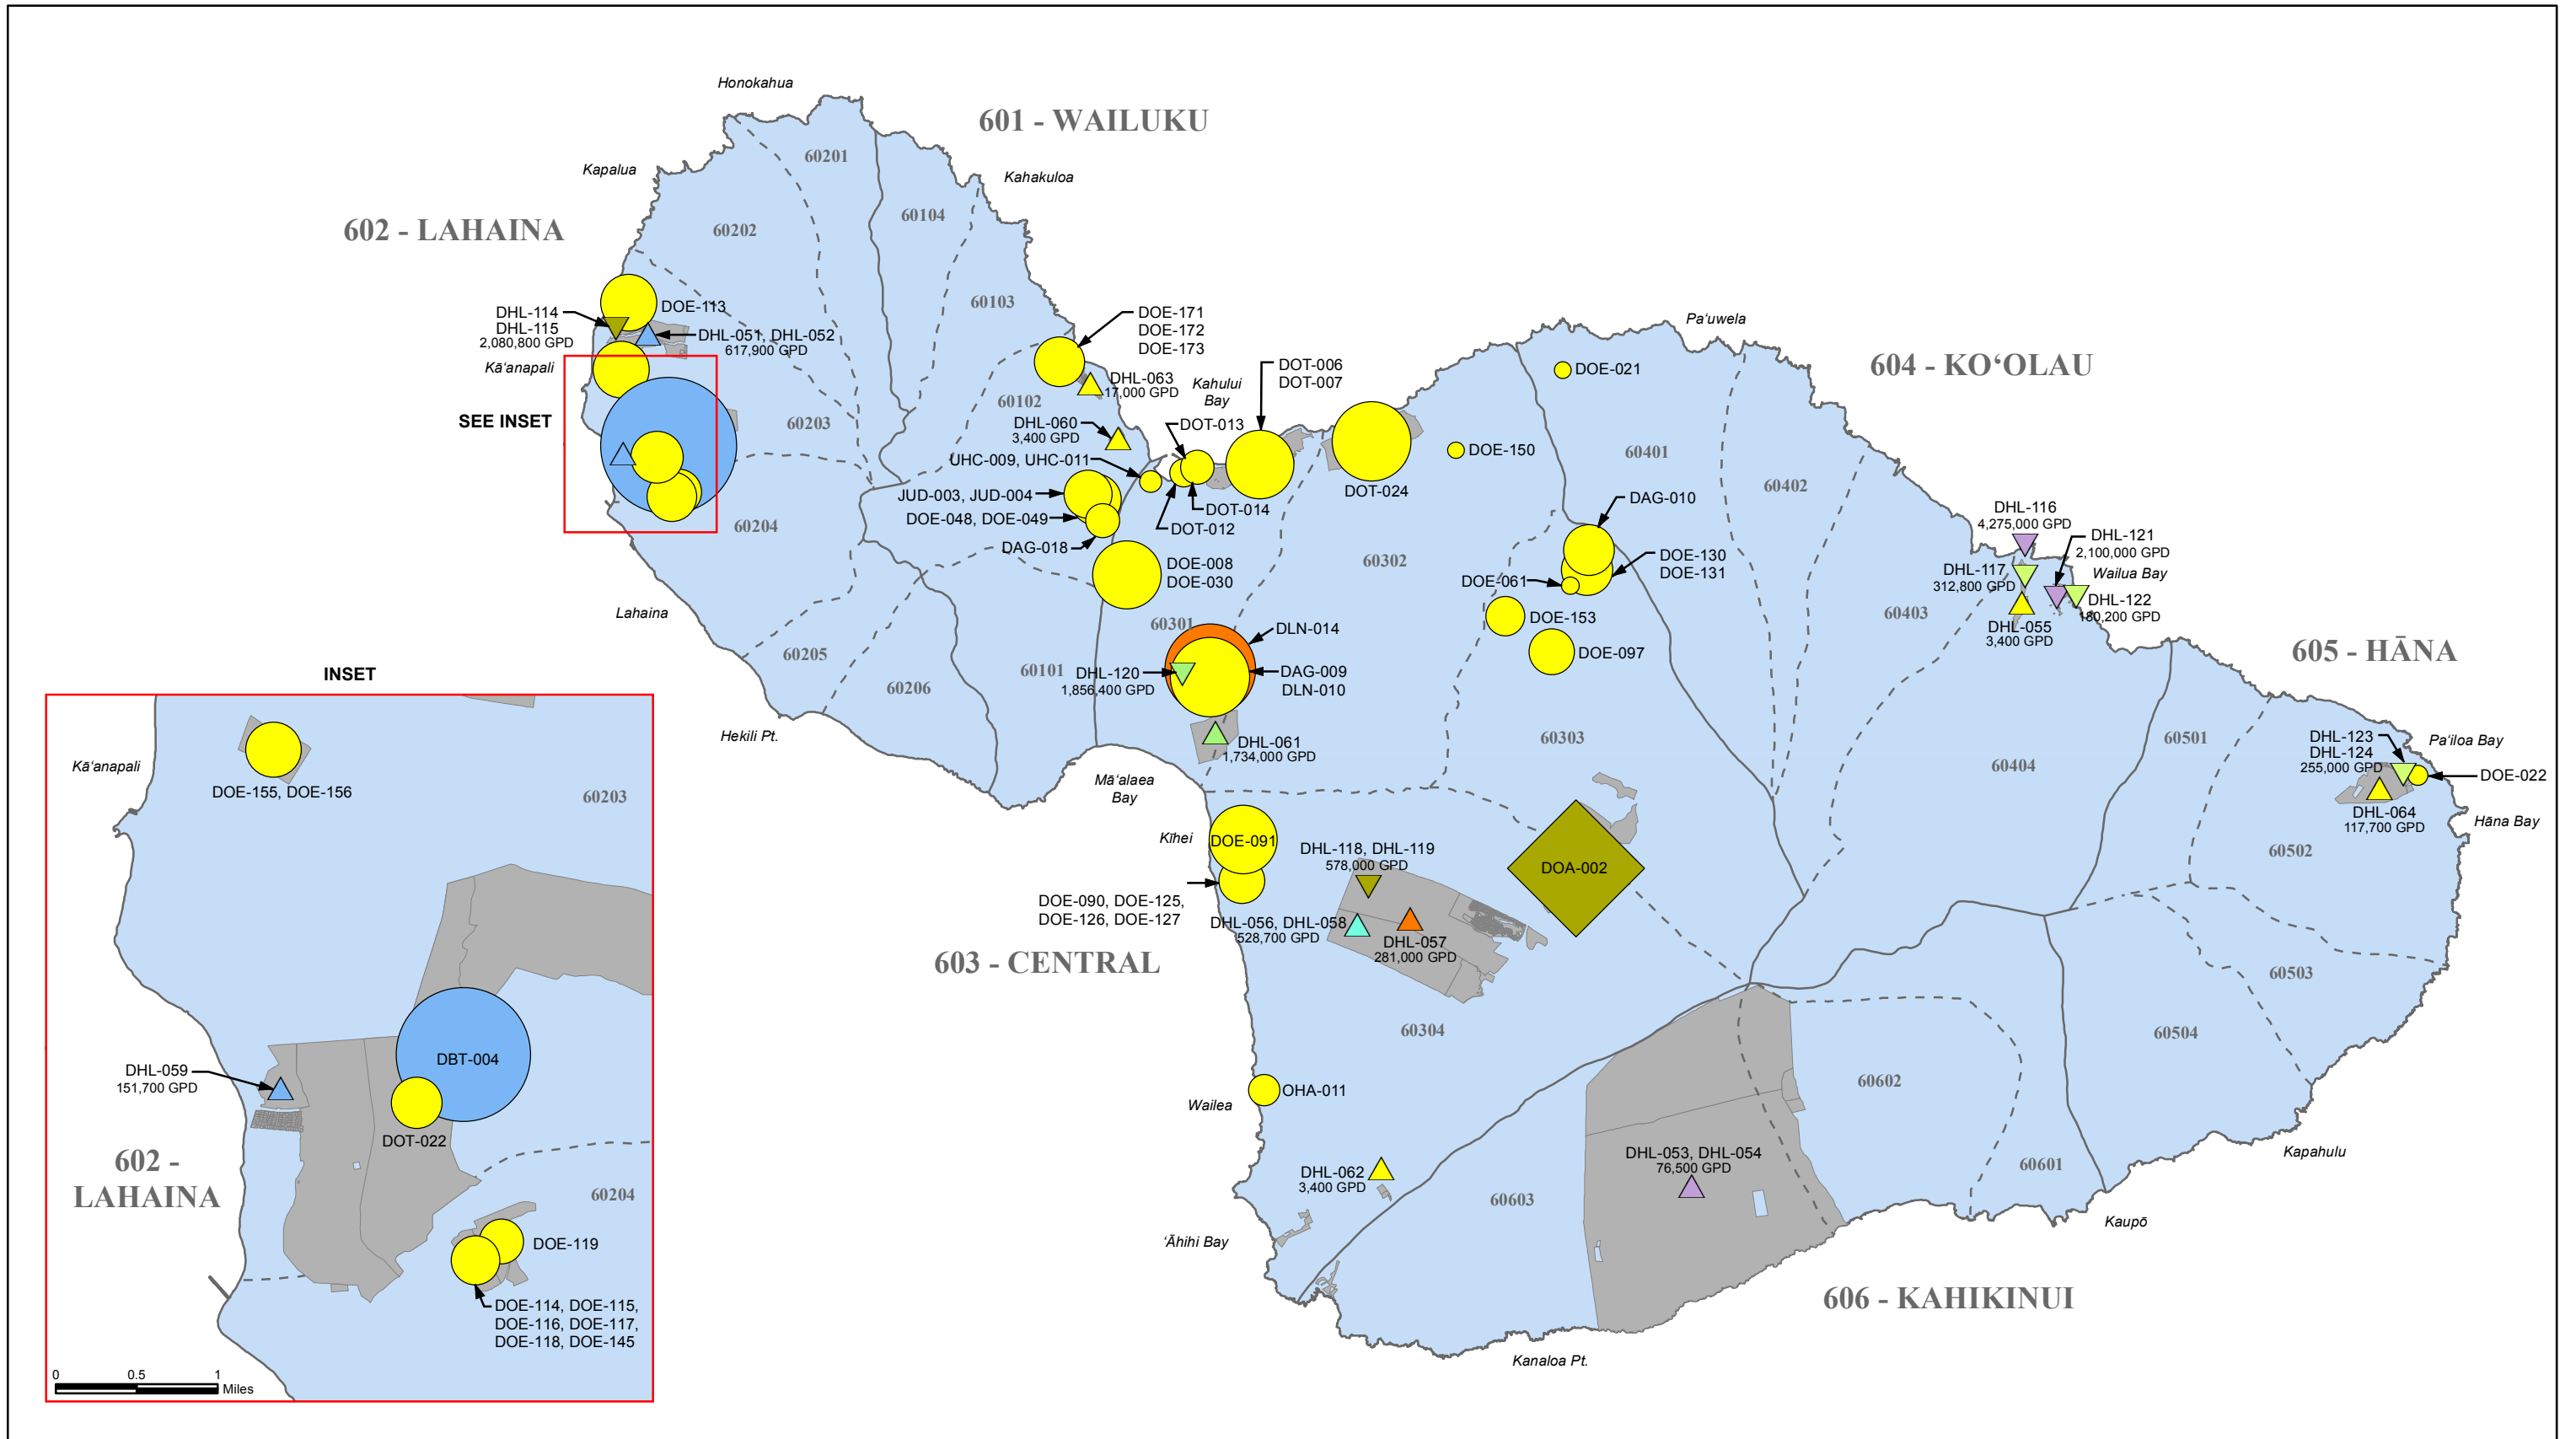 Honokahua
601 - WAILUKU
60201
Kapalua
Kahakuloa
602 - LAHAINA
60202
60104
DOE-113
DHL-114
DHL-115
2,080,800 GPD
DHL-051, DHL-052
617,900 GPD
60103
DOE-171
DOE-172
DOE-173
Kā‘anapali
SEE INSET
60203
60204
60102
DHL-063
17,000 GPD
DHL-060
3,400 GPD
Kahului
Bay
DOT-013
DOT-006
DOT-007
UHC-009, UHC-011
JUD-003, JUD-004
DOE-048, DOE-049
DAG-018
DOT-014
DOT-012
DOT-024
DOE-008
DOE-030
Pa‘uwela
604 - KO‘OLAU
DOE-021
DOE-150
60401
60402
DAG-010
60302
DOE-130
DOE-131
DOE-061
DOE-153
DOE-097
60403
DHL-116
4,275,000 GPD
DHL-121
2,100,000 GPD
Wailua Bay
DHL-117
312,800 GPD
DHL-122
180,200 GPD
DHL-055
3,400 GPD
605 - HĀNA
Lahaina
60205
60206
60101
60301
DLN-014
DHL-120
1,856,400 GPD
DAG-009
DLN-010
DHL-061
1,734,000 GPD
Hekili Pt.
Mā‘alaea
Bay
60303
60404
60501
DHL-123
DHL-124
255,000 GPD
Pa‘iloa Bay
DOE-022
DHL-064
117,700 GPD
Hāna Bay
60502
Kīhei
DOE-091
DOE-090, DOE-125,
DOE-126, DOE-127
DHL-118, DHL-119
578,000 GPD
DOA-002
DHL-056, DHL-058
528,700 GPD
DHL-057
281,000 GPD
603 - CENTRAL
60304
60503
60504
OHA-011
Wailea
60602
DHL-062
3,400 GPD
DHL-053, DHL-054
76,500 GPD
60603
60601
Kapahulu
Kaupō
‘Āhihi Bay
606 - KAHIKINUI
Kanaloa Pt.
INSET
Kā‘anapali
DOE-155, DOE-156
60203
DBT-004
DHL-059
151,700 GPD
DOT-022
602 -
LAHAINA
60204
DOE-119
DOE-114, DOE-115,
DOE-116, DOE-117,
DOE-118, DOE-145
0 0.5 1
Miles